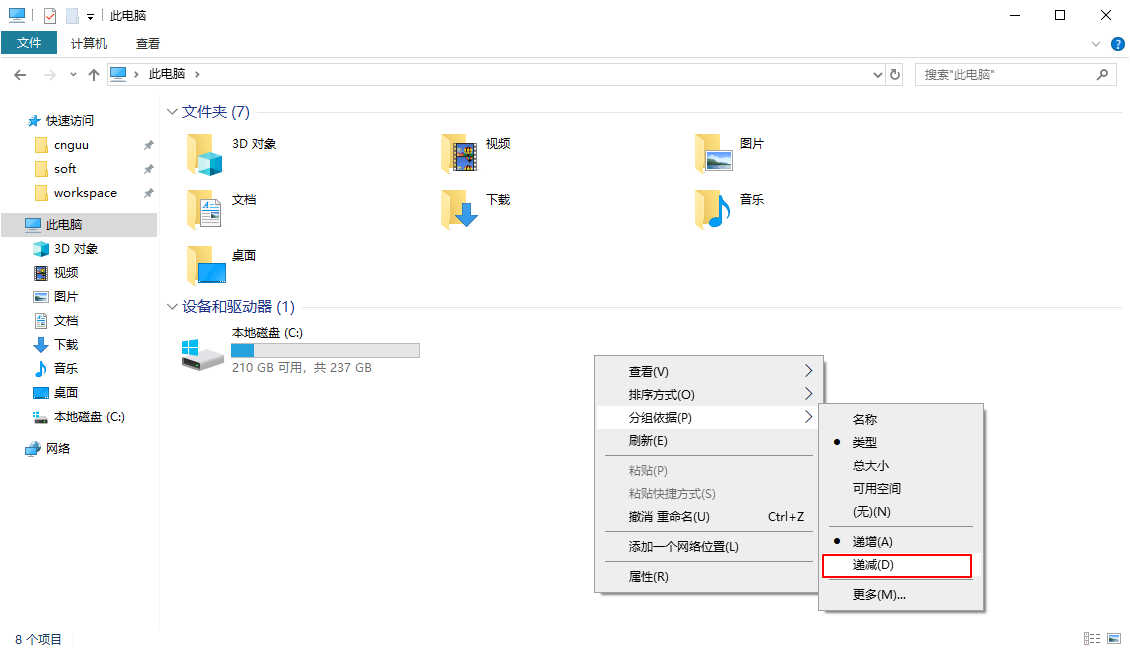 此电脑
文件 计算机 查看
此电脑
搜索"此电脑"
快速访问
cnguu
soft
workspace
此电脑
3D 对象
视频
图片
文档
下载
音乐
桌面
本地磁盘 (C:)
网络
文件夹 (7)
3D 对象 视频 图片
文档 下载 音乐
桌面
设备和驱动器 (1)
本地磁盘 (C:)
210 GB 可用，共 237 GB
查看(V)
排序方式(O)
分组依据(P)
刷新(E)
粘贴(P)
粘贴快捷方式(S)
撤消 重命名(U) Ctrl+Z
添加一个网络位置(L)
属性(R)
名称
类型
总大小
可用空间
(无)(N)
递增(A)
递减(D)
更多(M)...
8 个项目